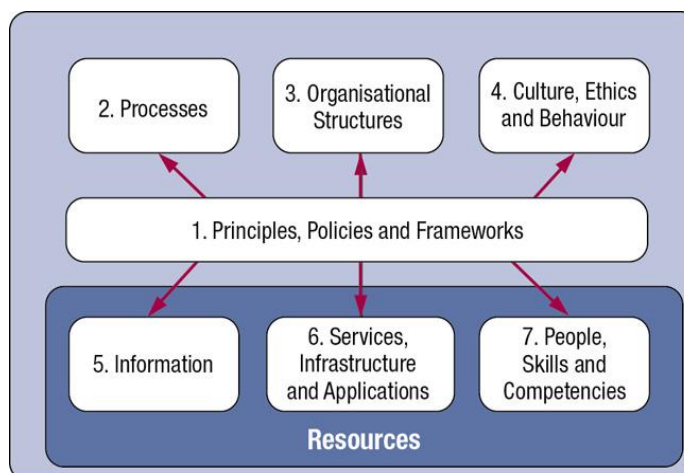 2. Processes
3. Organisational
Structures
4. Culture, Ethics
and Behaviour
1. Principles, Policies and Frameworks
5. Information
6. Services,
Infrastructure
and Applications
7. People,
Skills and
Competencies
Resources